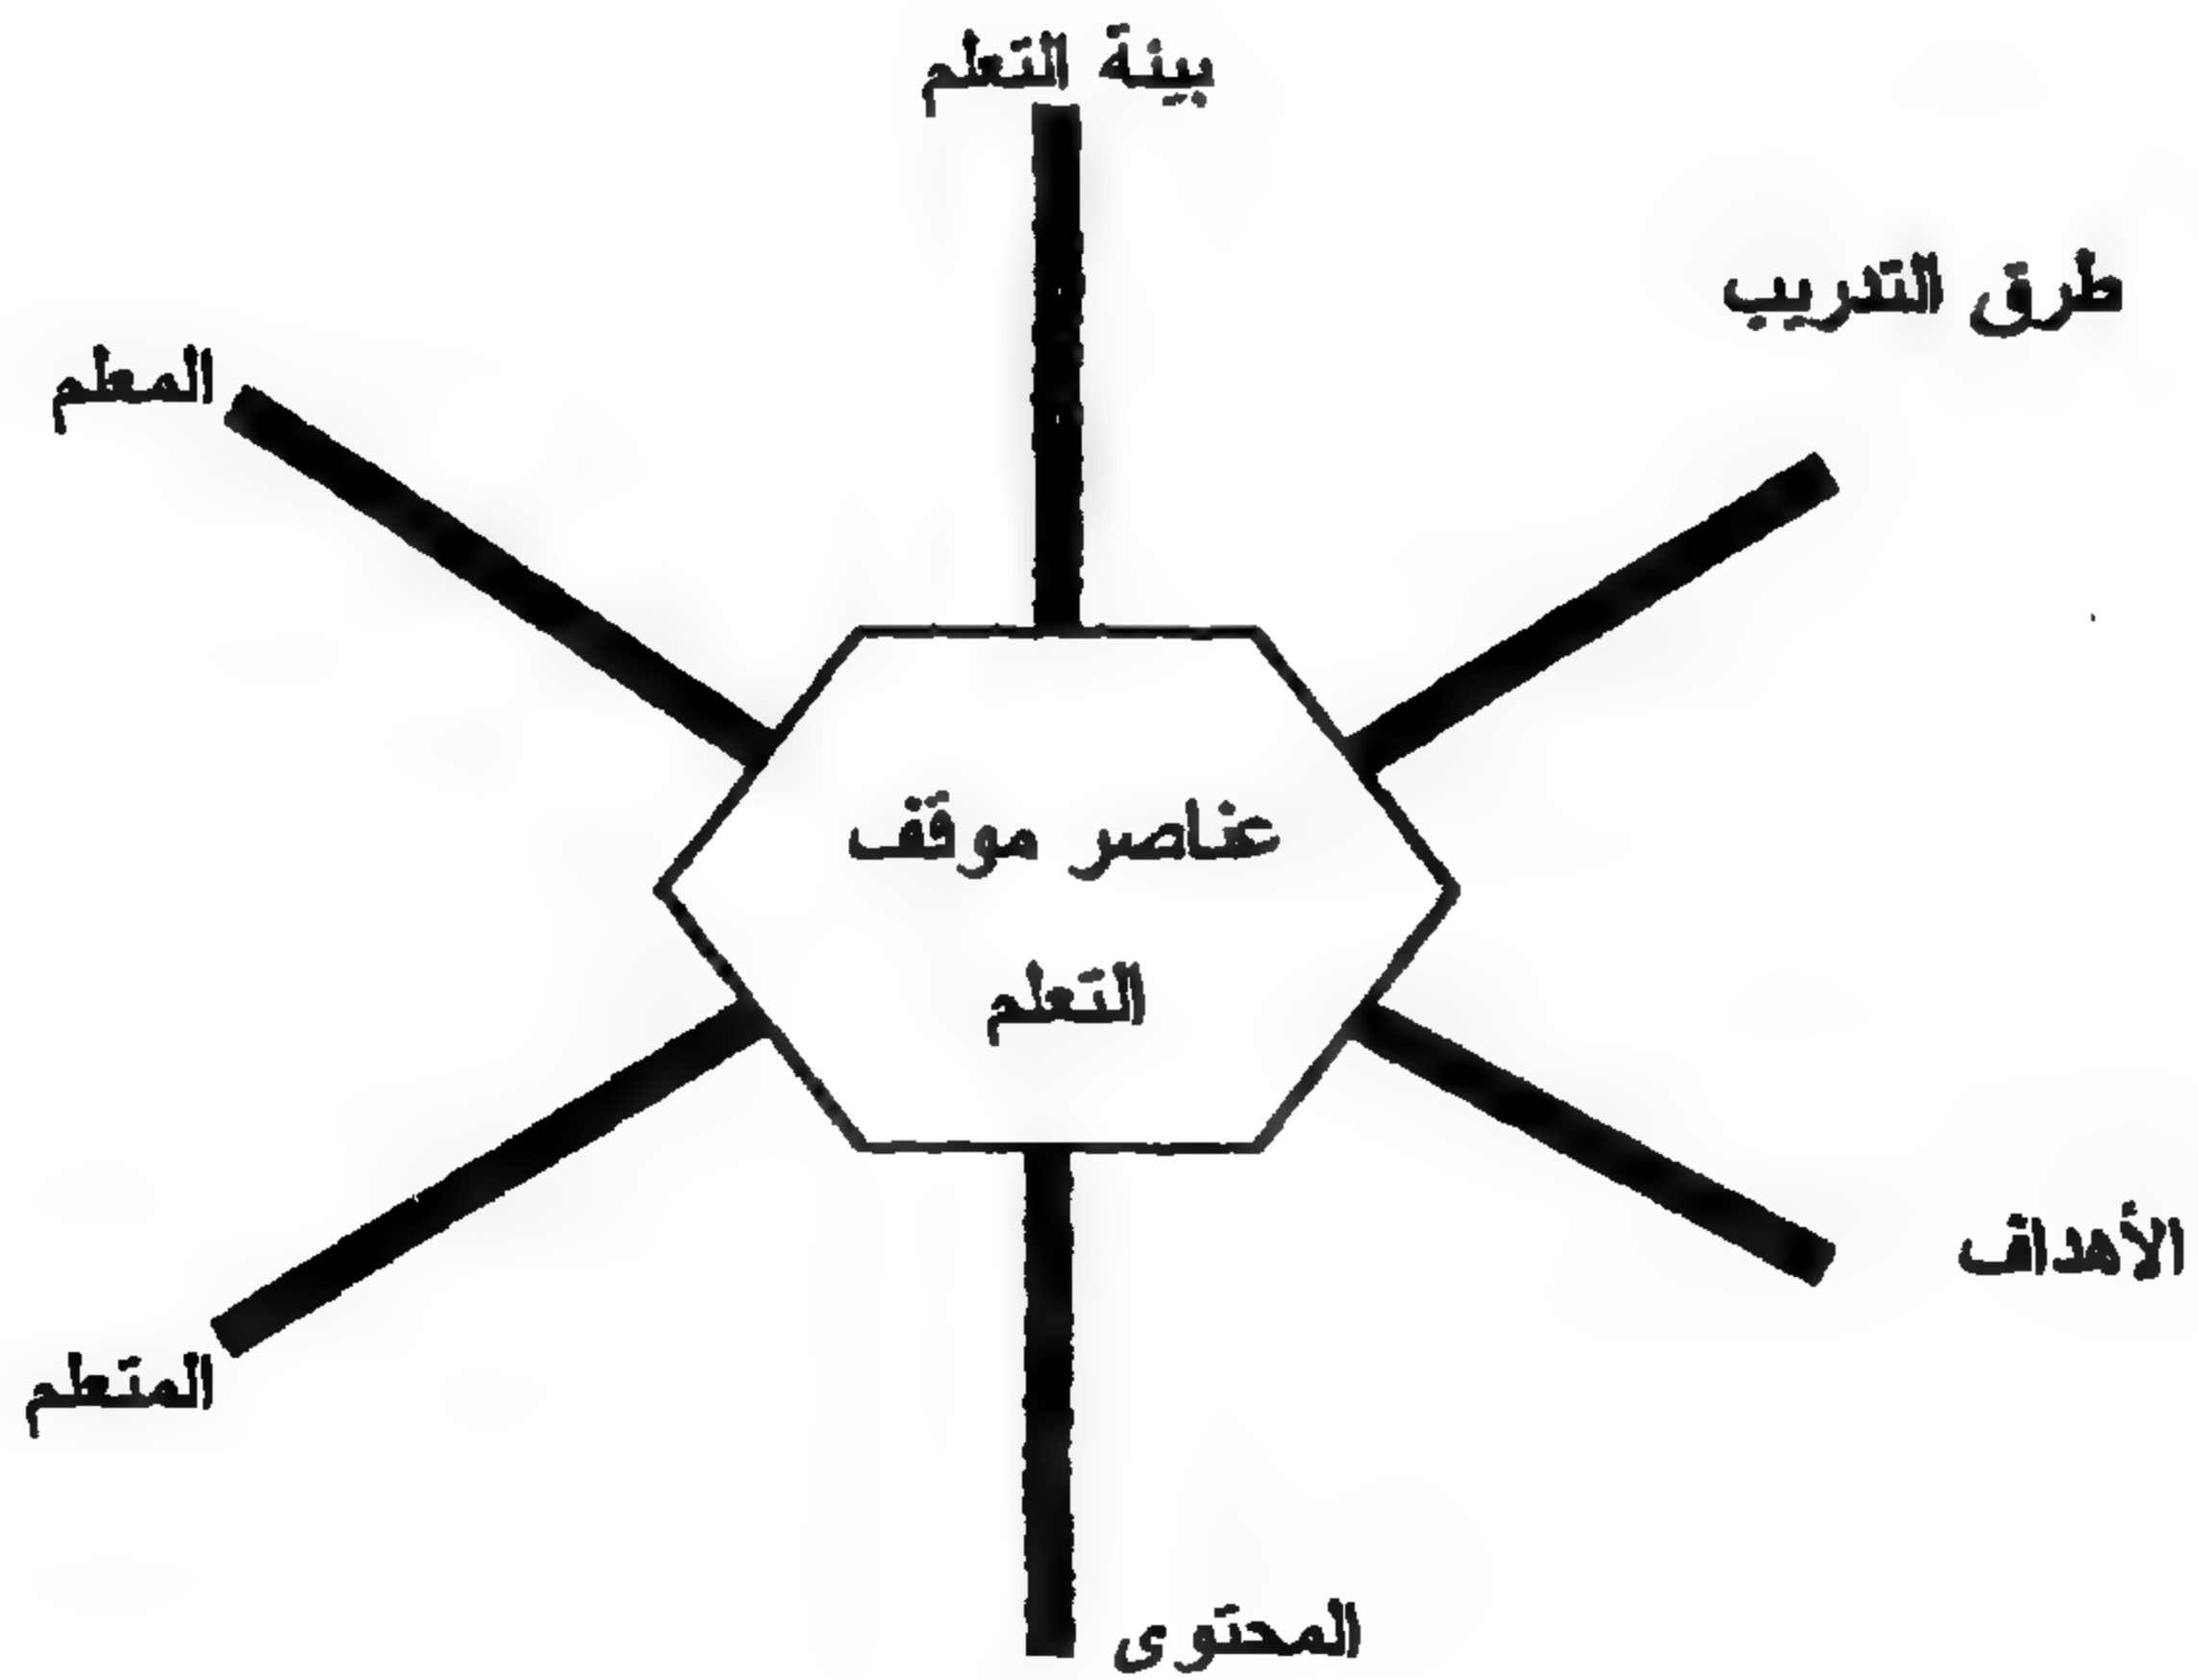 بيئة التعلم
طرق التدريب
المعلم
عناصر موقف
التعلم
الأهداف
المتعلم
المحتوى